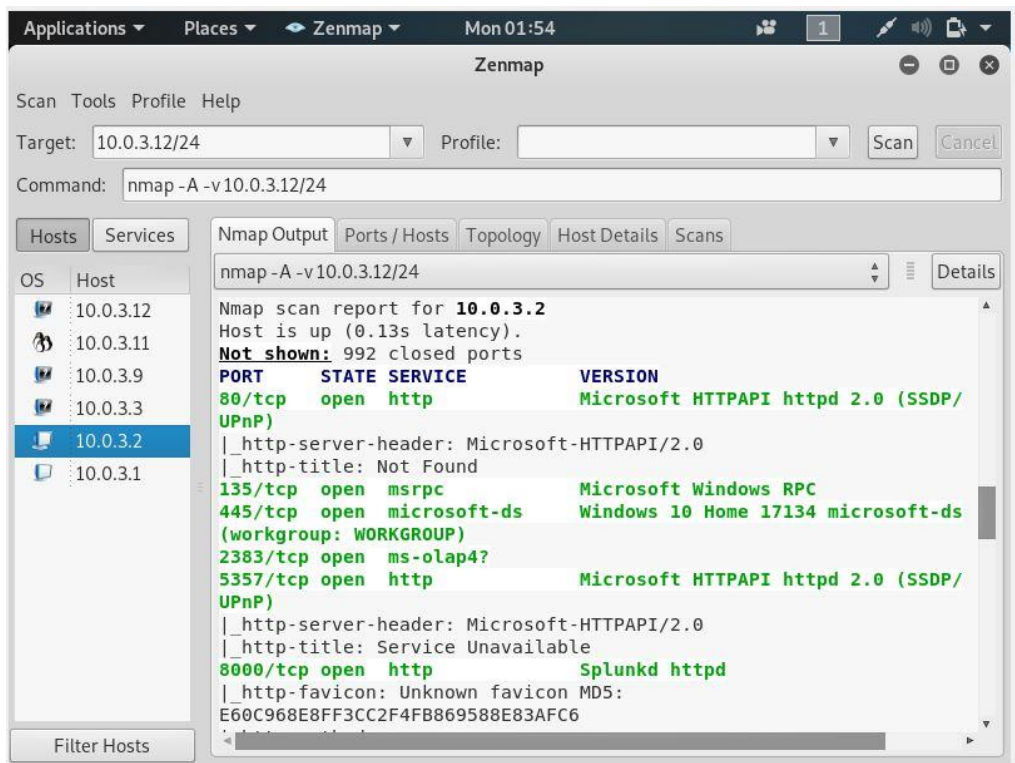 Applications Places Zenmap Mon 01:54 1
Zenmap
Scan Tools Profile Help
Target: 10.0.3.12/24 Profile: Scan Cancel
Command: nmap -A -v 10.0.3.12/24
Hosts Services Nmap Output Ports / Hosts Topology Host Details Scans
nmap -A -v 10.0.3.12/24 Details
OS Host
10.0.3.12
10.0.3.11
10.0.3.9
10.0.3.3
10.0.3.2
10.0.3.1
Filter Hosts
Nmap scan report for 10.0.3.2
Host is up (0.13s latency).
Not shown: 992 closed ports
PORT STATE SERVICE VERSION
80/tcp open http Microsoft HTTPAPI httpd 2.0 (SSDP/
UPnP)
|_http-server-header: Microsoft-HTTPAPI/2.0
|_http-title: Not Found
135/tcp open msrpc Microsoft Windows RPC
445/tcp open microsoft-ds Windows 10 Home 17134 microsoft-ds
(workgroup: WORKGROUP)
2383/tcp open ms-olap4?
5357/tcp open http Microsoft HTTPAPI httpd 2.0 (SSDP/
UPnP)
|_http-server-header: Microsoft-HTTPAPI/2.0
|_http-title: Service Unavailable
8000/tcp open http Splunkd httpd
|_http-favicon: Unknown favicon MD5:
E60C968E8FF3CC2F4FB869588E83AFC6